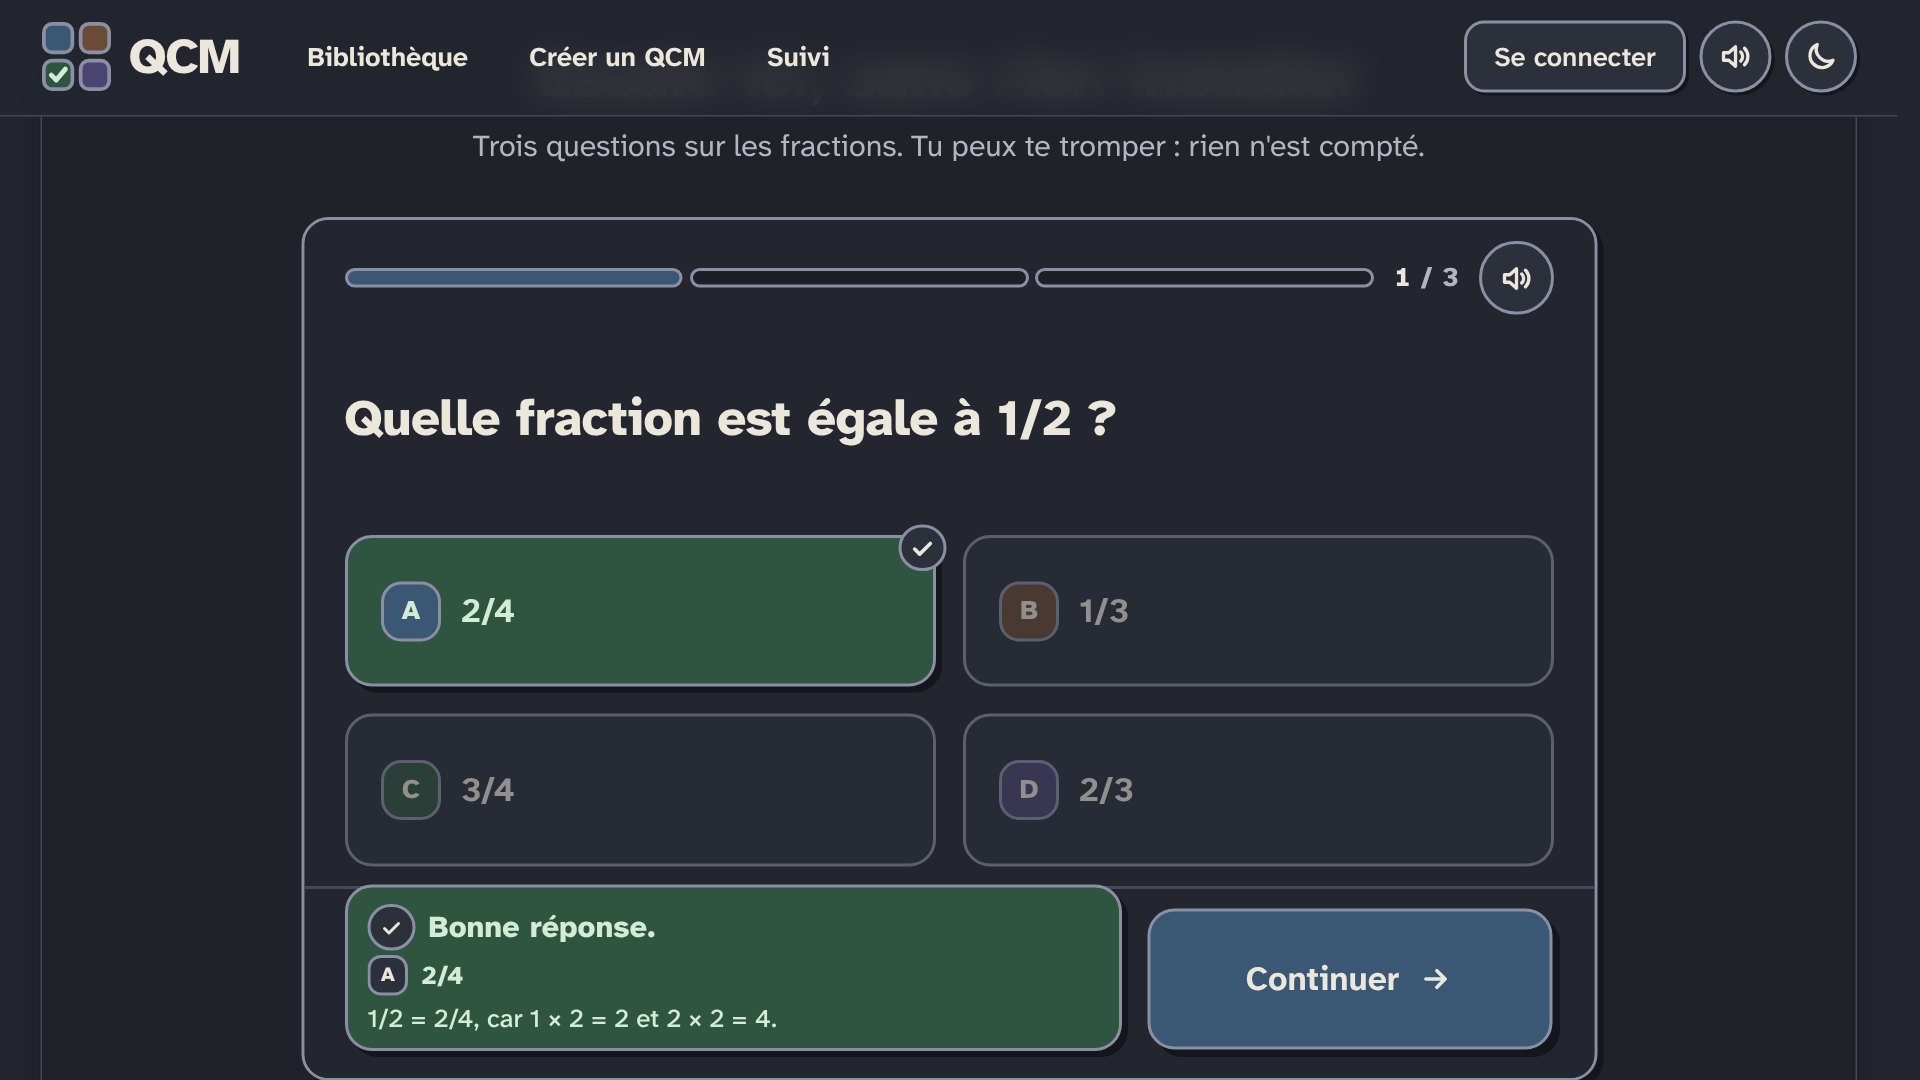 QCM
Bibliothèque
Créer un QCM
Suivi
Se connecter
Trois questions sur les fractions. Tu peux te tromper : rien n'est compté.
1 / 3
Quelle fraction est égale à 1/2 ?
A 2/4
B 1/3
C 3/4
D 2/3
Bonne réponse.
A 2/4
1/2 = 2/4, car 1 × 2 = 2 et 2 × 2 = 4.
Continuer →